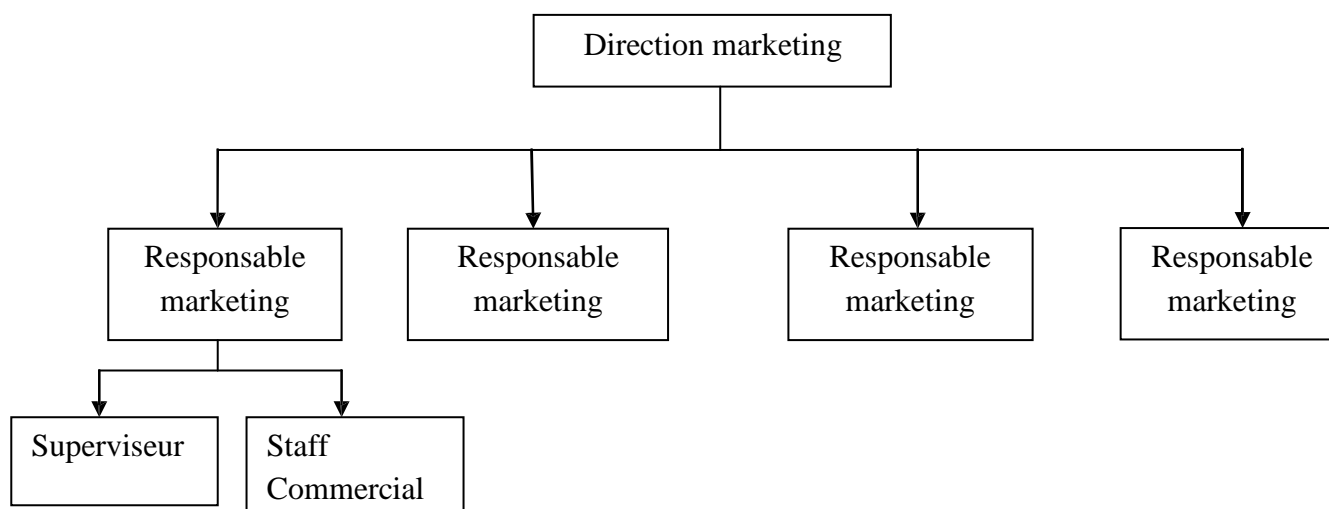 Direction marketing
Responsable
marketing
Responsable
marketing
Responsable
marketing
Responsable
marketing
Superviseur
Staff
Commercial